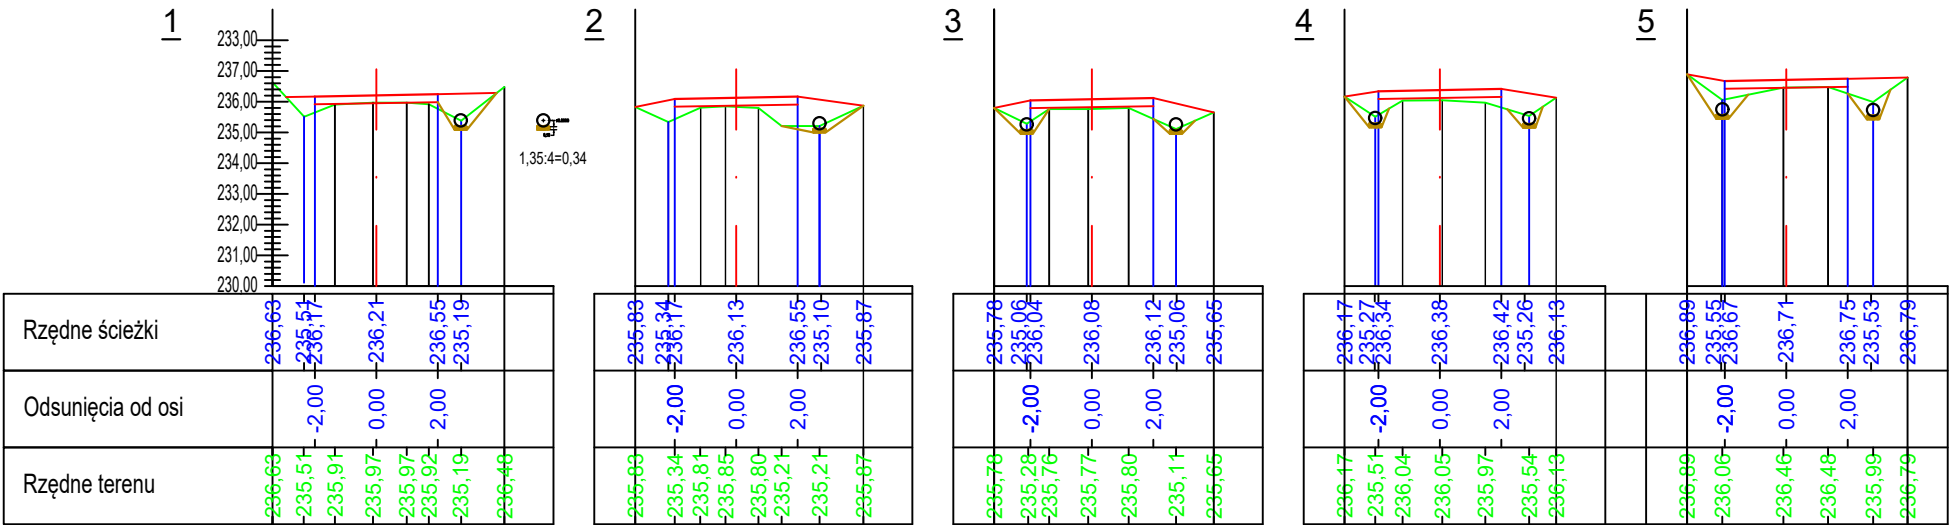 1
2
3
4
5
233,00
237,00
236,00
235,00
234,00
233,00
232,00
231,00
230,00
1,35:4=0,34
Rzędne ścieżki
236,63 235,51 236,17 236,21 236,55 235,19
235,83 235,34 236,17 236,13 236,55 235,10 235,87
235,78 235,06 236,04 236,08 236,12 235,06 235,65
236,17 235,27 236,34 236,38 236,42 235,26 236,13
236,89 235,55 236,67 236,71 236,75 235,53 236,79
Odsunięcia od osi
-2,00 0,00 2,00
-2,00 0,00 2,00
-2,00 0,00 2,00
-2,00 0,00 2,00
-2,00 0,00 2,00
Rzędne terenu
236,63 235,51 235,91 235,97 235,97 235,92 235,19 236,48
235,83 235,34 235,81 235,85 235,80 235,21 235,21 235,87
235,78 235,28 235,76 235,77 235,80 235,11 235,65
236,17 235,51 236,04 236,05 235,97 235,54 236,13
236,89 236,06 236,46 236,48 235,99 236,79